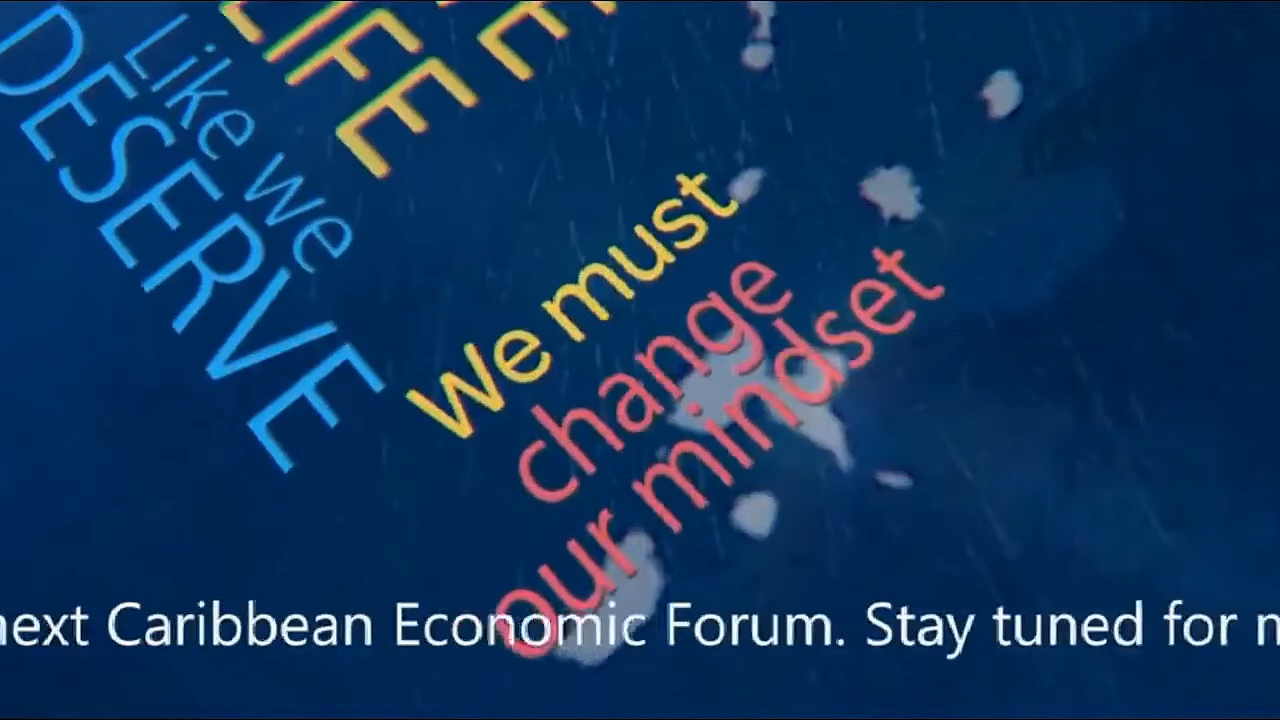 LIFE
Like we
DESERVE
We must
change
our mindset
next Caribbean Economic Forum. Stay tuned for